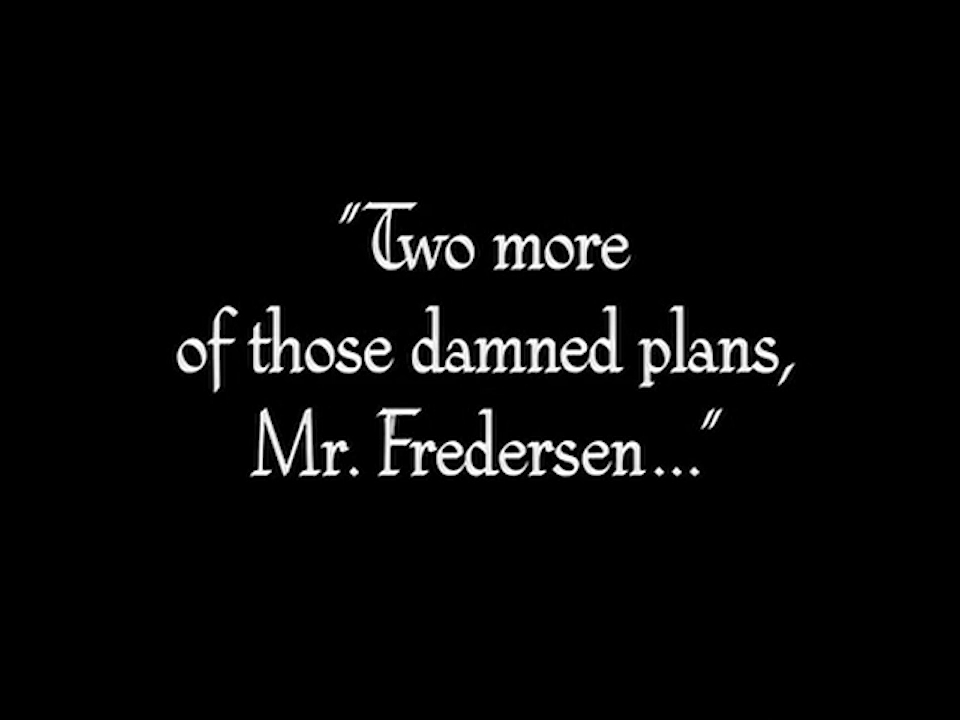 "Two more
of those damned plans,
Mr. Fredersen..."